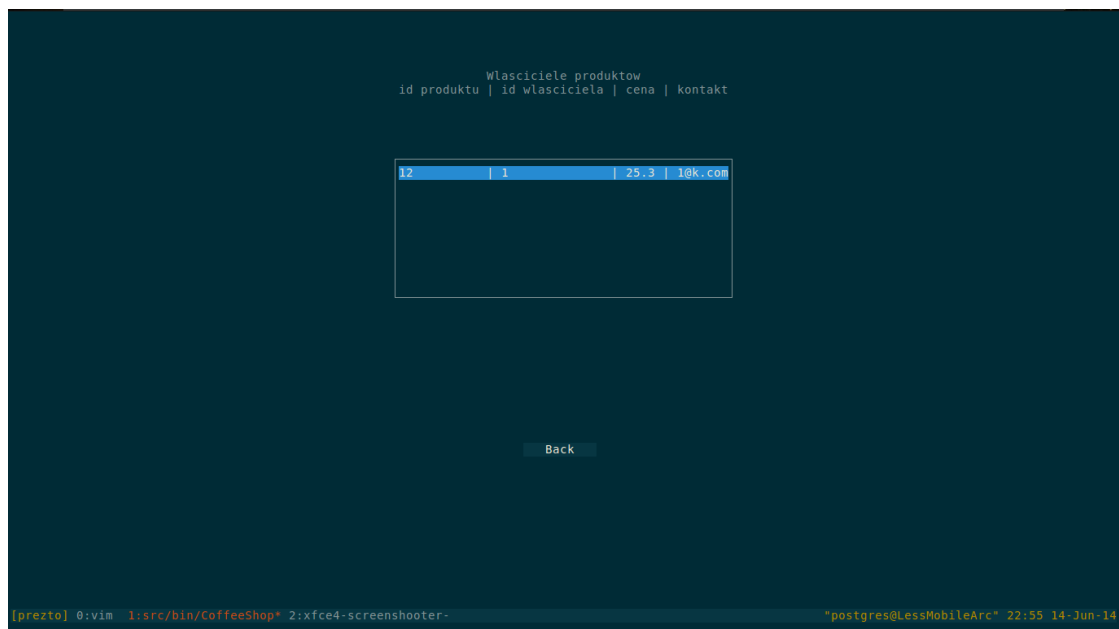 Wlasciciele produktow
id produktu | id wlasciciela | cena | kontakt
12 | 1 | 25.3 | 1@k.com
Back
[prezto] 0:vim 1:src/bin/CoffeeShop* 2:xfce4-screenshooter- "postgres@LessMobileArc" 22:55 14-Jun-14